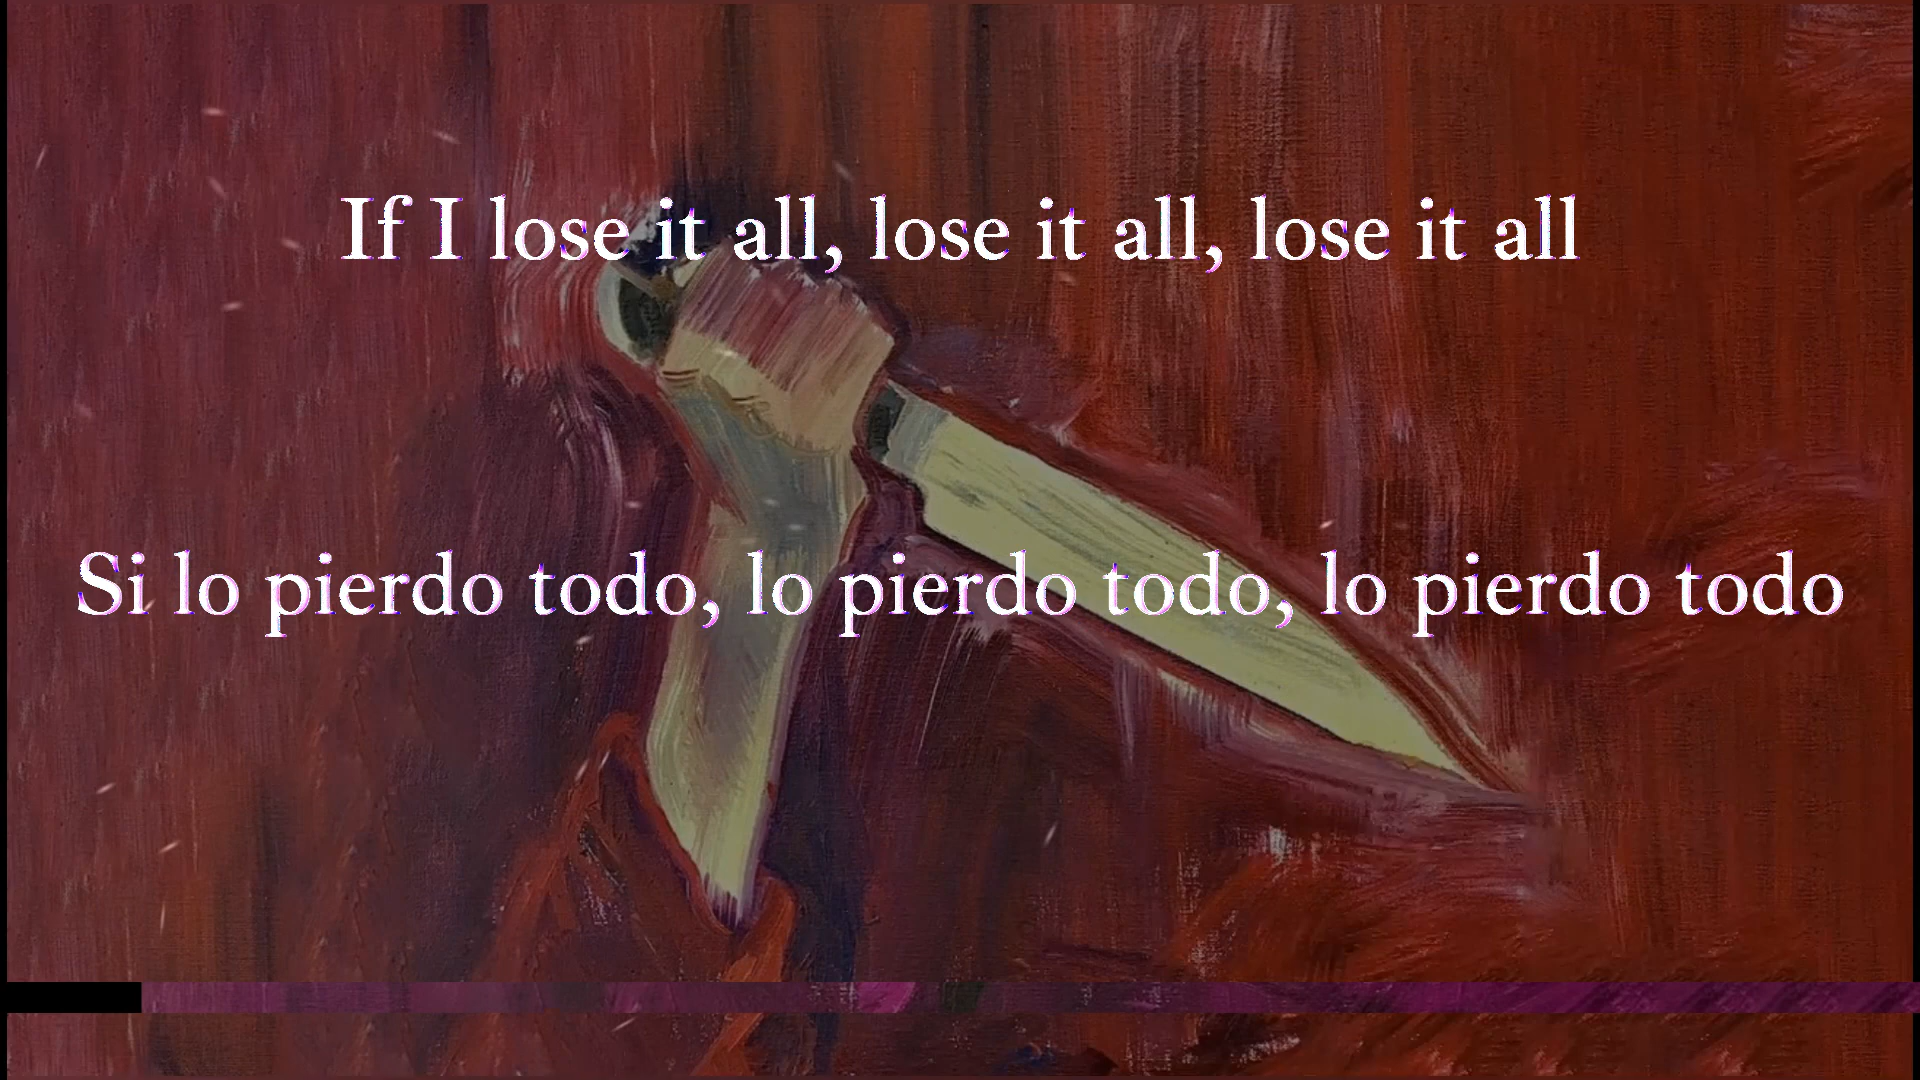 If I lose it all, lose it all, lose it all
Si lo pierdo todo, lo pierdo todo, lo pierdo todo